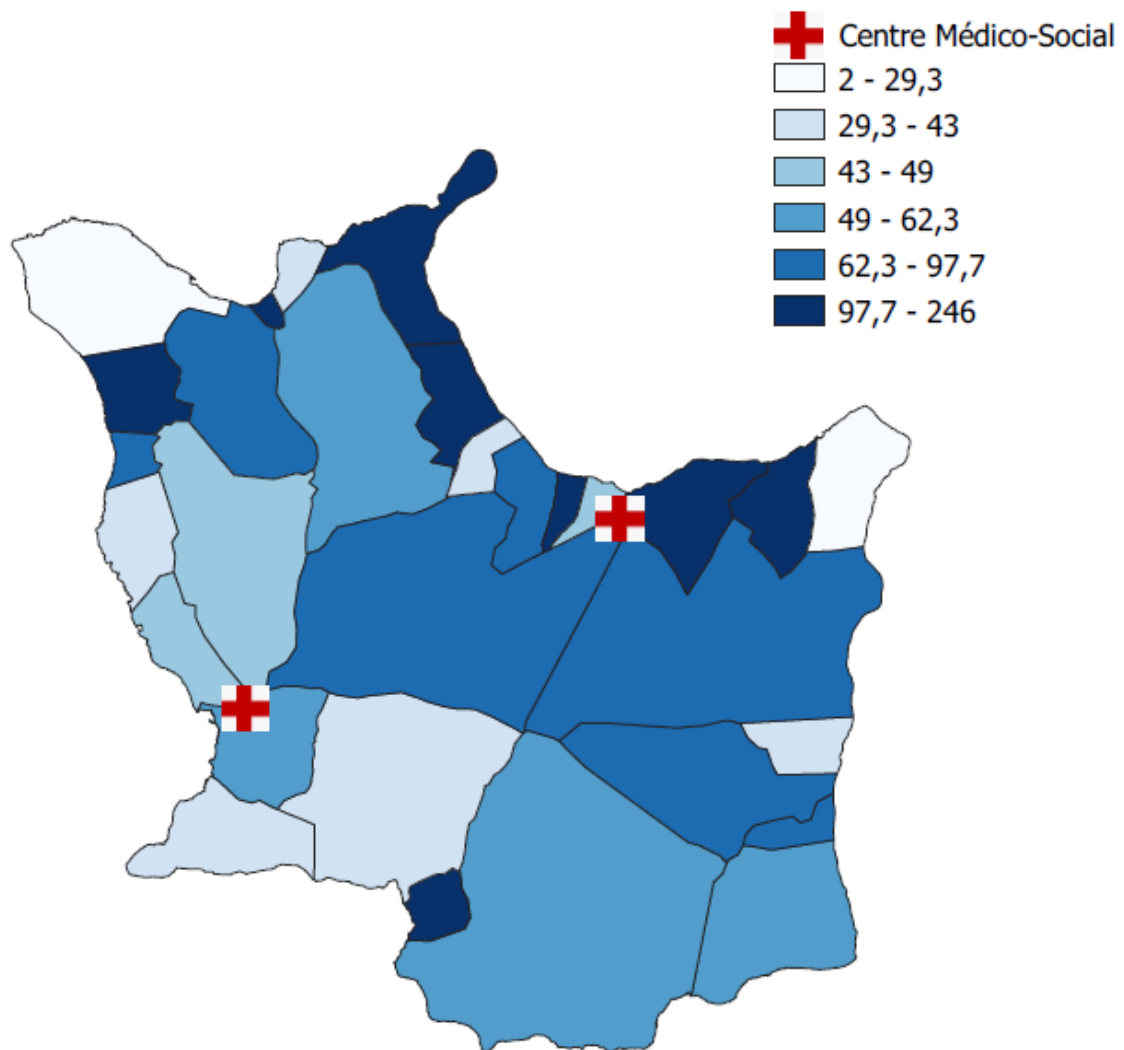 Centre Médico-Social
2 - 29,3
29,3 - 43
43 - 49
49 - 62,3
62,3 - 97,7
97,7 - 246